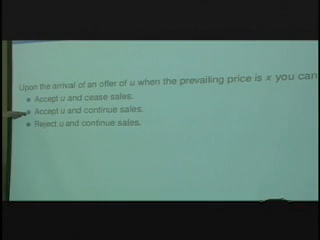 Upon the arrival of an offer of u when the prevailing price is x you can
Accept u and cease sales.
Accept u and continue sales.
Reject u and continue sales.